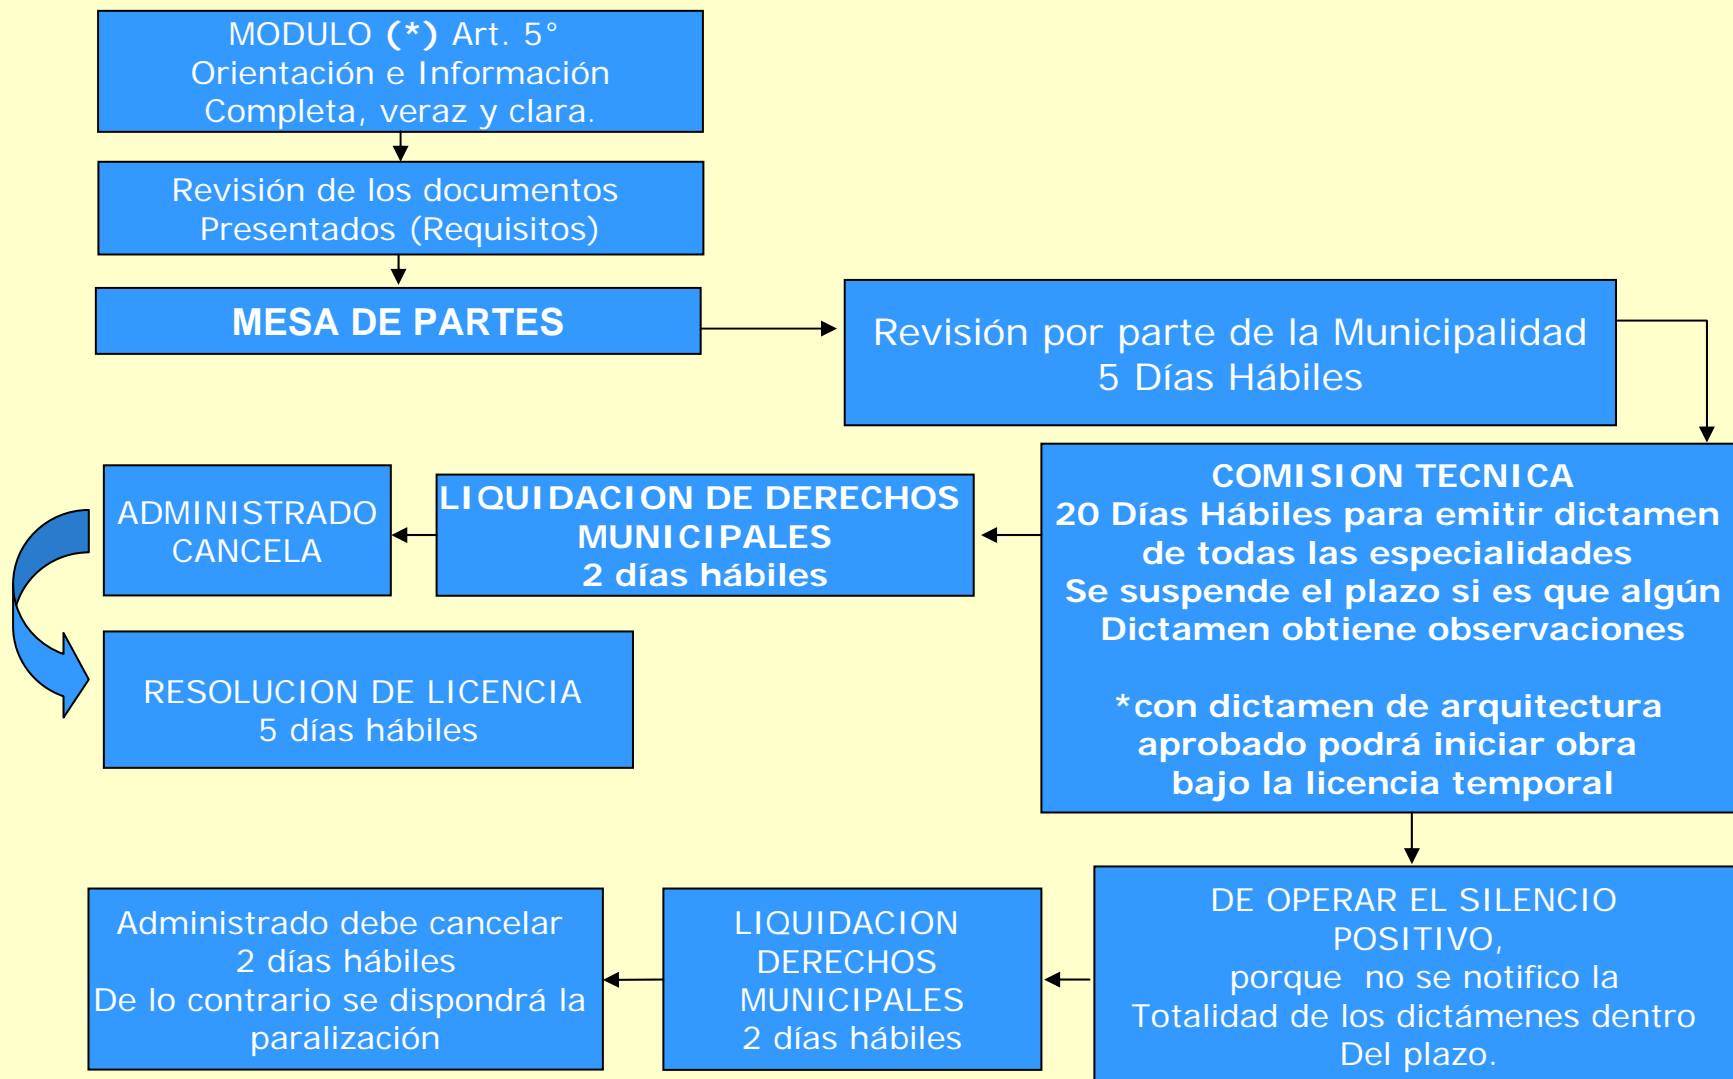 MODULO (*) Art. 5°
Orientación e Información
Completa, veraz y clara.
Revisión de los documentos
Presentados (Requisitos)
MESA DE PARTES
Revisión por parte de la Municipalidad
5 Días Hábiles
COMISION TECNICA
20 Días Hábiles para emitir dictamen
de todas las especialidades
Se suspende el plazo si es que algún
Dictamen obtiene observaciones
*con dictamen de arquitectura
aprobado podrá iniciar obra
bajo la licencia temporal
LIQUIDACION DE DERECHOS
MUNICIPALES
2 días hábiles
ADMINISTRADO
CANCELA
RESOLUCION DE LICENCIA
5 días hábiles
DE OPERAR EL SILENCIO
POSITIVO,
porque no se notifico la
Totalidad de los dictámenes dentro
Del plazo.
LIQUIDACION
DERECHOS
MUNICIPALES
2 días hábiles
Administrado debe cancelar
2 días hábiles
De lo contrario se dispondrá la
paralización